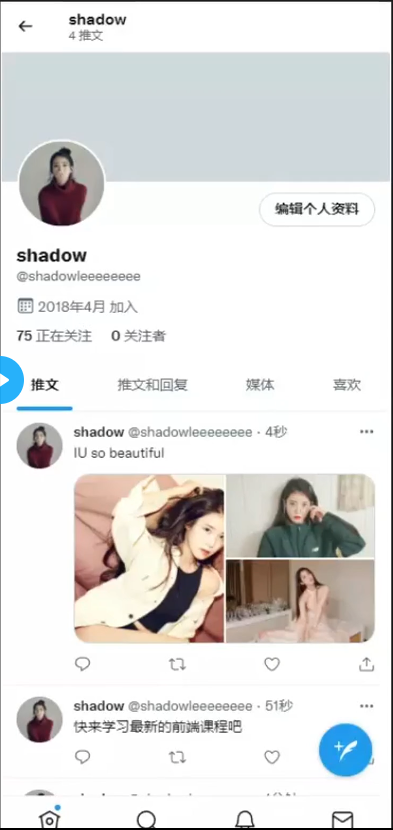 shadow
4 推文
编辑个人资料
shadow
@shadowleeeeeeee
2018年4月 加入
75 正在关注 0 关注者
推文 推文和回复 媒体 喜欢
shadow @shadowleeeeeeee · 4秒
IU so beautiful
shadow @shadowleeeeeeee · 51秒
快来学习最新的前端课程吧